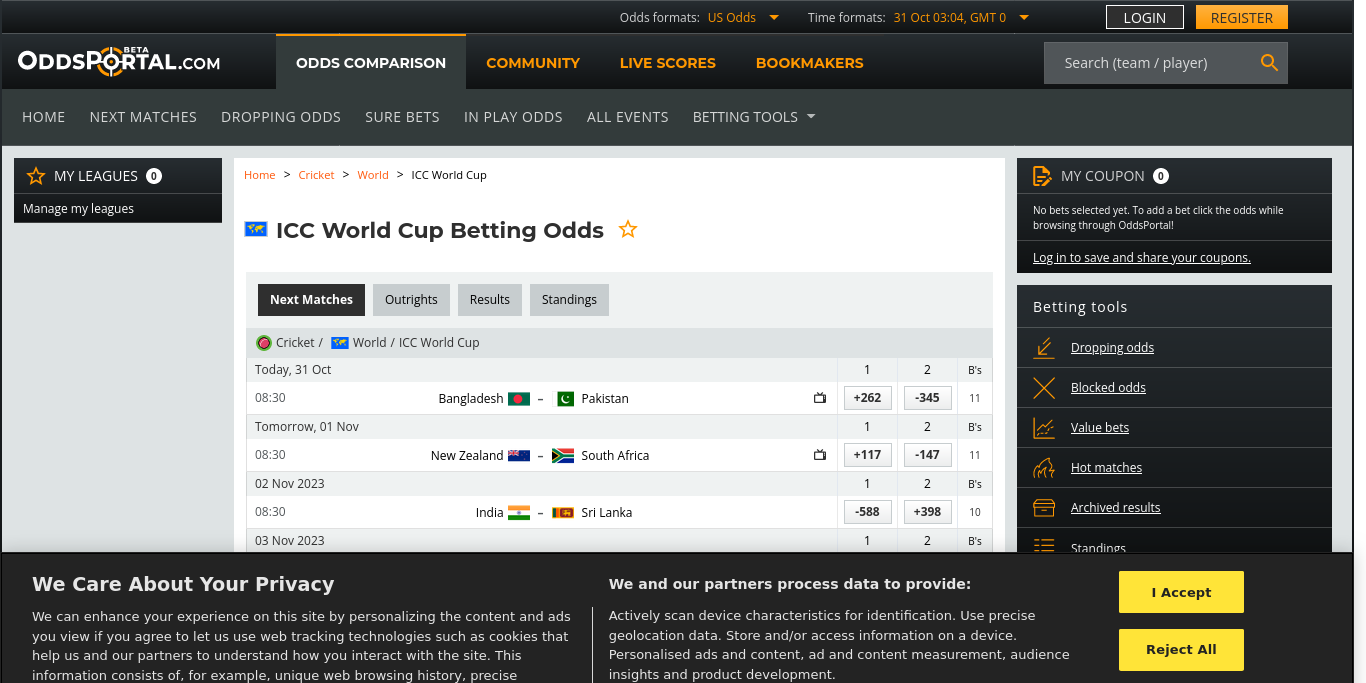 Odds formats: US Odds Time formats: 31 Oct 03:04, GMT 0 LOGIN REGISTER
ODDSPORTAL.COM BETA ODDS COMPARISON COMMUNITY LIVE SCORES BOOKMAKERS Search (team / player)
HOME NEXT MATCHES DROPPING ODDS SURE BETS IN PLAY ODDS ALL EVENTS BETTING TOOLS
MY LEAGUES 0
Manage my leagues
Home > Cricket > World > ICC World Cup
ICC World Cup Betting Odds
Next Matches Outrights Results Standings
Cricket / World / ICC World Cup
Today, 31 Oct 1 2 B's
08:30 Bangladesh – Pakistan +262 -345 11
Tomorrow, 01 Nov 1 2 B's
08:30 New Zealand – South Africa +117 -147 11
02 Nov 2023 1 2 B's
08:30 India – Sri Lanka -588 +398 10
03 Nov 2023 1 2 B's
MY COUPON 0
No bets selected yet. To add a bet click the odds while
browsing through OddsPortal!
Log in to save and share your coupons.
Betting tools
Dropping odds
Blocked odds
Value bets
Hot matches
Archived results
Standings
We Care About Your Privacy
We can enhance your experience on this site by personalizing the content and ads
you view if you agree to let us use web tracking technologies such as cookies that
help us and our partners to understand how you interact with the site. This
information consists of, for example, unique web browsing history, precise
We and our partners process data to provide:
Actively scan device characteristics for identification. Use precise
geolocation data. Store and/or access information on a device.
Personalised ads and content, ad and content measurement, audience
insights and product development.
I Accept
Reject All